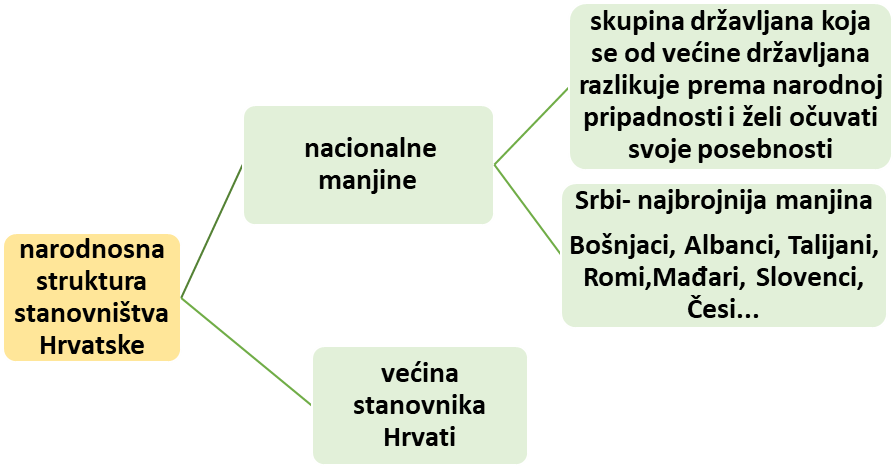 narodnosna
struktura
stanovništva
Hrvatske
nacionalne
manjine
skupina državljana koja
se od većine državljana
razlikuje prema narodnoj
pripadnosti i želi očuvati
svoje posebnosti
Srbi- najbrojnija manjina
Bošnjaci, Albanci, Talijani,
Romi,Mađari, Slovenci,
Česi...
većina
stanovnika
Hrvati